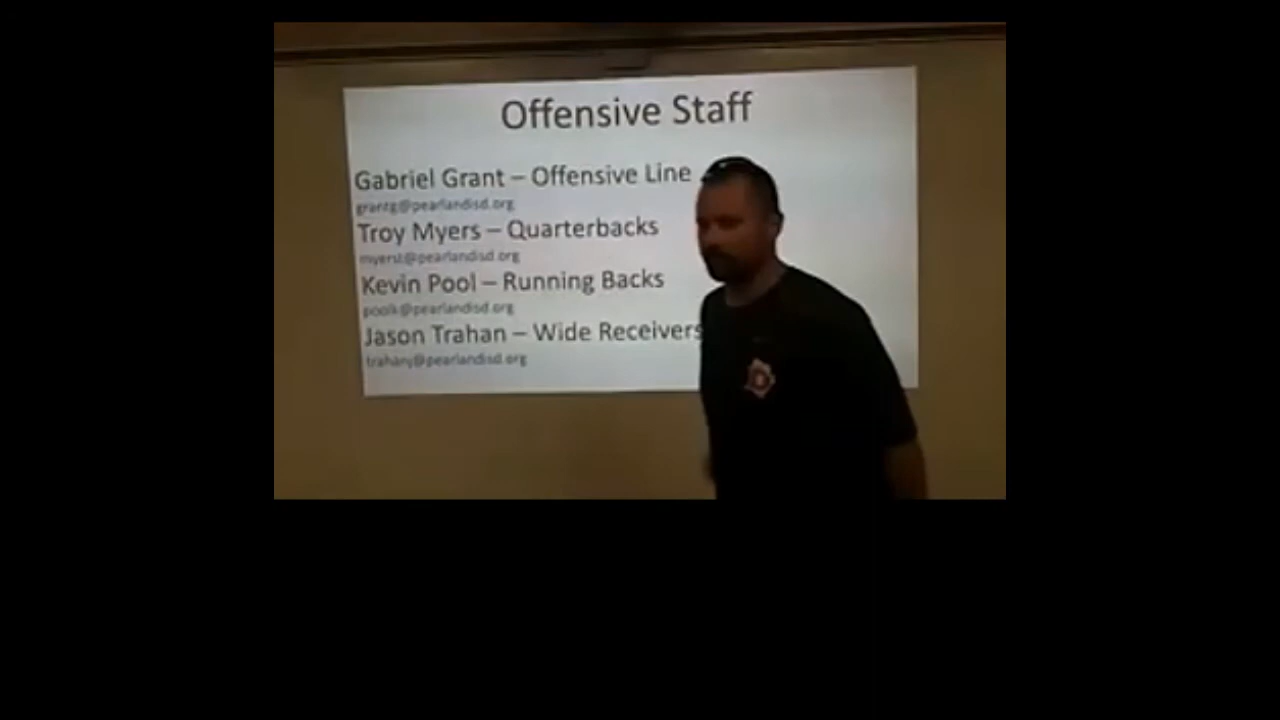 Offensive Staff
Gabriel Grant – Offensive Line
grantg@pearlandisd.org
Troy Myers – Quarterbacks
myerst@pearlandisd.org
Kevin Pool – Running Backs
poolk@pearlandisd.org
Jason Trahan – Wide Receivers
trahanj@pearlandisd.org